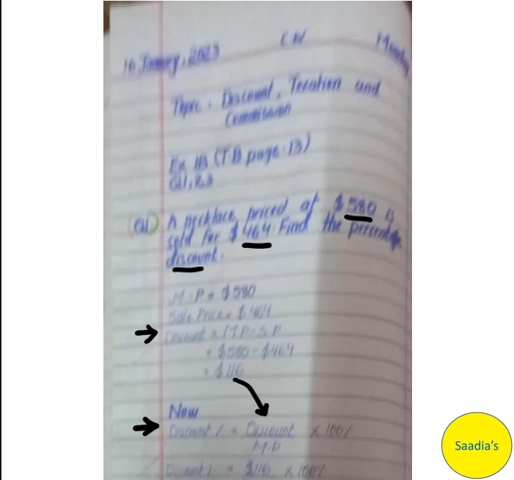 16 January, 2023 CW Monday
Topic : Discount, Taxation and
Commission
Ex 1B (T.B page. 13)
Q1,2,3
(Q1) A necklace priced at $580 is
sold for $464. Find the percentage
discount.
M.P = $580
Sale Price = $464
Discount = M.P - S.P
= $580 - $464
= $116
Now
Discount % = Discount x 100%
M.P
Discount % = $116 x 100%
Saadia's